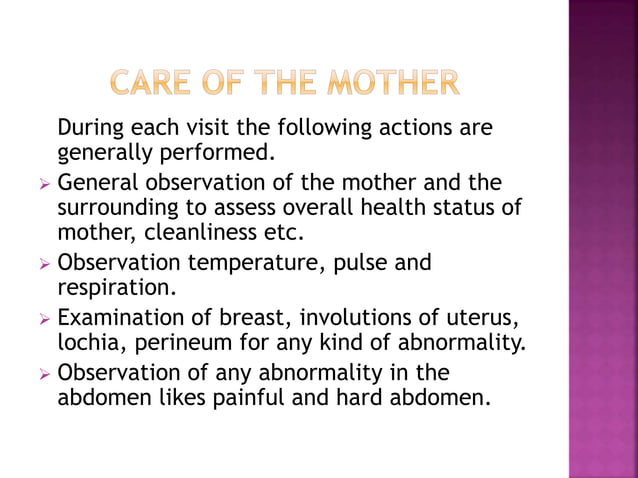 CARE OF THE MOTHER
During each visit the following actions are
generally performed.
General observation of the mother and the
surrounding to assess overall health status of
mother, cleanliness etc.
Observation temperature, pulse and
respiration.
Examination of breast, involutions of uterus,
lochia, perineum for any kind of abnormality.
Observation of any abnormality in the
abdomen likes painful and hard abdomen.